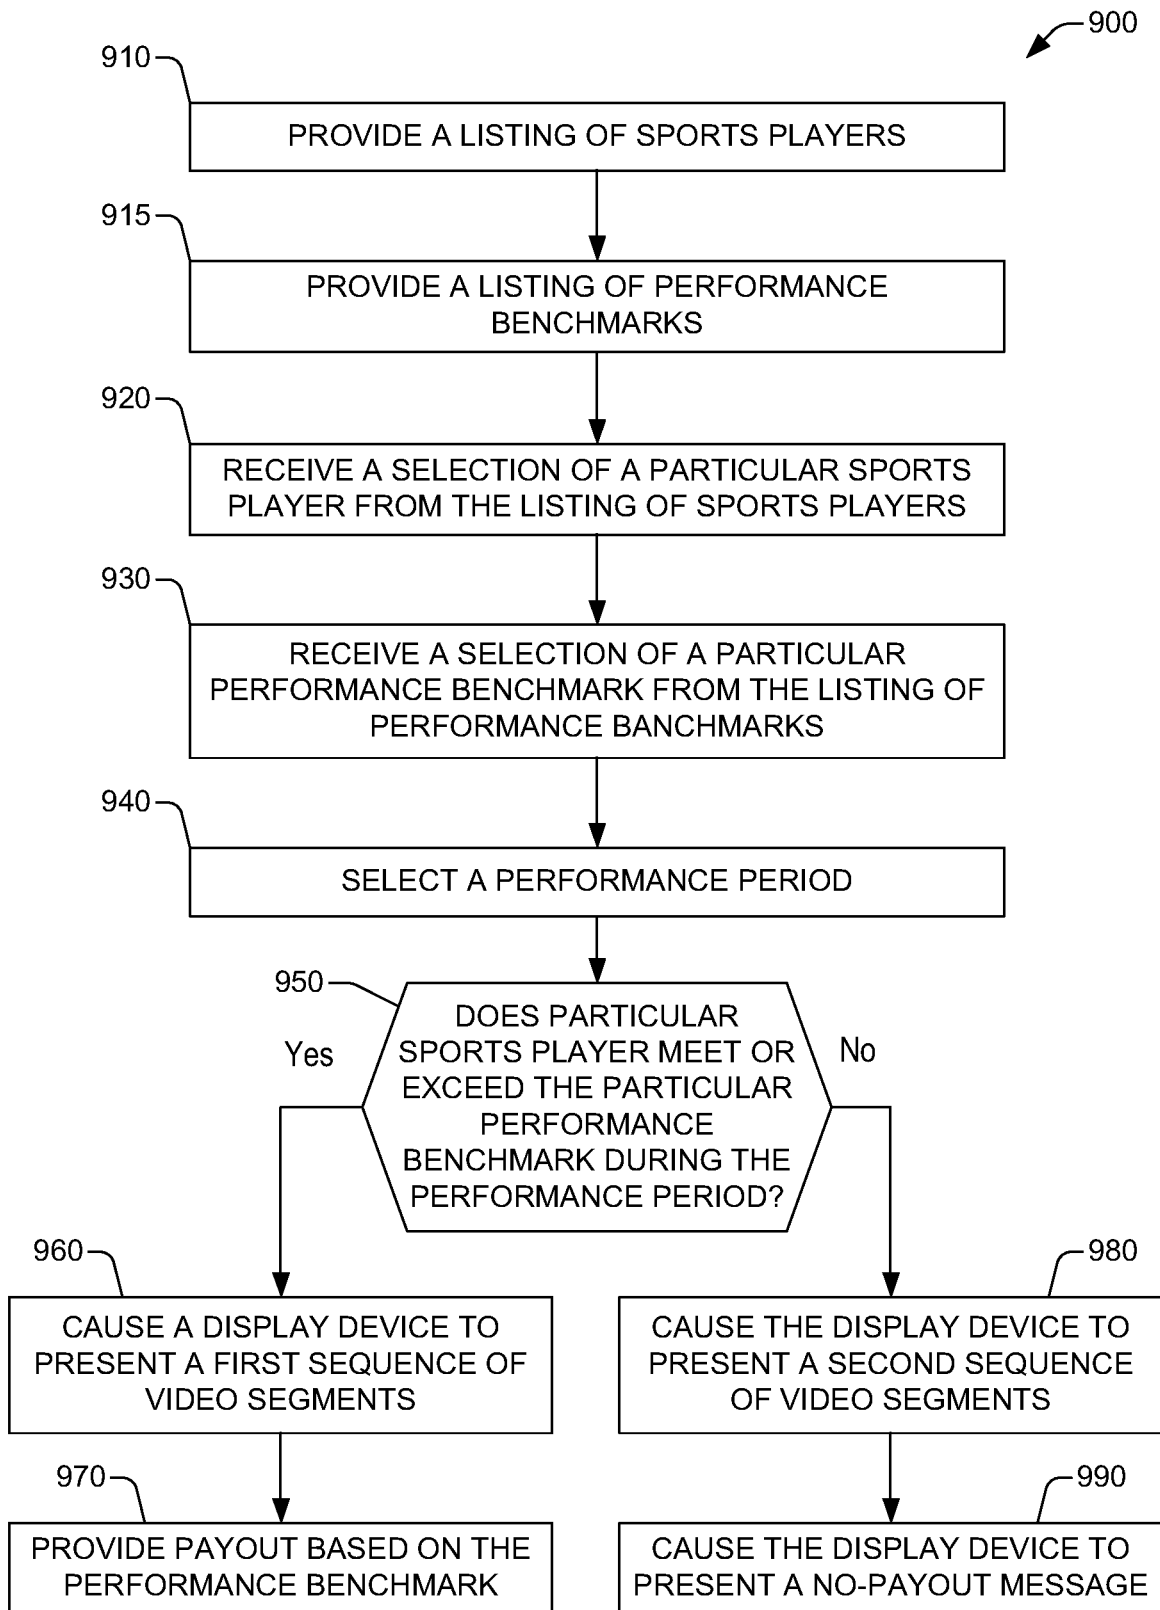 900
910
PROVIDE A LISTING OF SPORTS PLAYERS
915
PROVIDE A LISTING OF PERFORMANCE
BENCHMARKS
920
RECEIVE A SELECTION OF A PARTICULAR SPORTS
PLAYER FROM THE LISTING OF SPORTS PLAYERS
930
RECEIVE A SELECTION OF A PARTICULAR
PERFORMANCE BENCHMARK FROM THE LISTING OF
PERFORMANCE BANCHMARKS
940
SELECT A PERFORMANCE PERIOD
950
DOES PARTICULAR
SPORTS PLAYER MEET OR
EXCEED THE PARTICULAR
PERFORMANCE
BENCHMARK DURING THE
PERFORMANCE PERIOD?
Yes
No
960
CAUSE A DISPLAY DEVICE TO
PRESENT A FIRST SEQUENCE OF
VIDEO SEGMENTS
970
PROVIDE PAYOUT BASED ON THE
PERFORMANCE BENCHMARK
980
CAUSE THE DISPLAY DEVICE TO
PRESENT A SECOND SEQUENCE
OF VIDEO SEGMENTS
990
CAUSE THE DISPLAY DEVICE TO
PRESENT A NO-PAYOUT MESSAGE